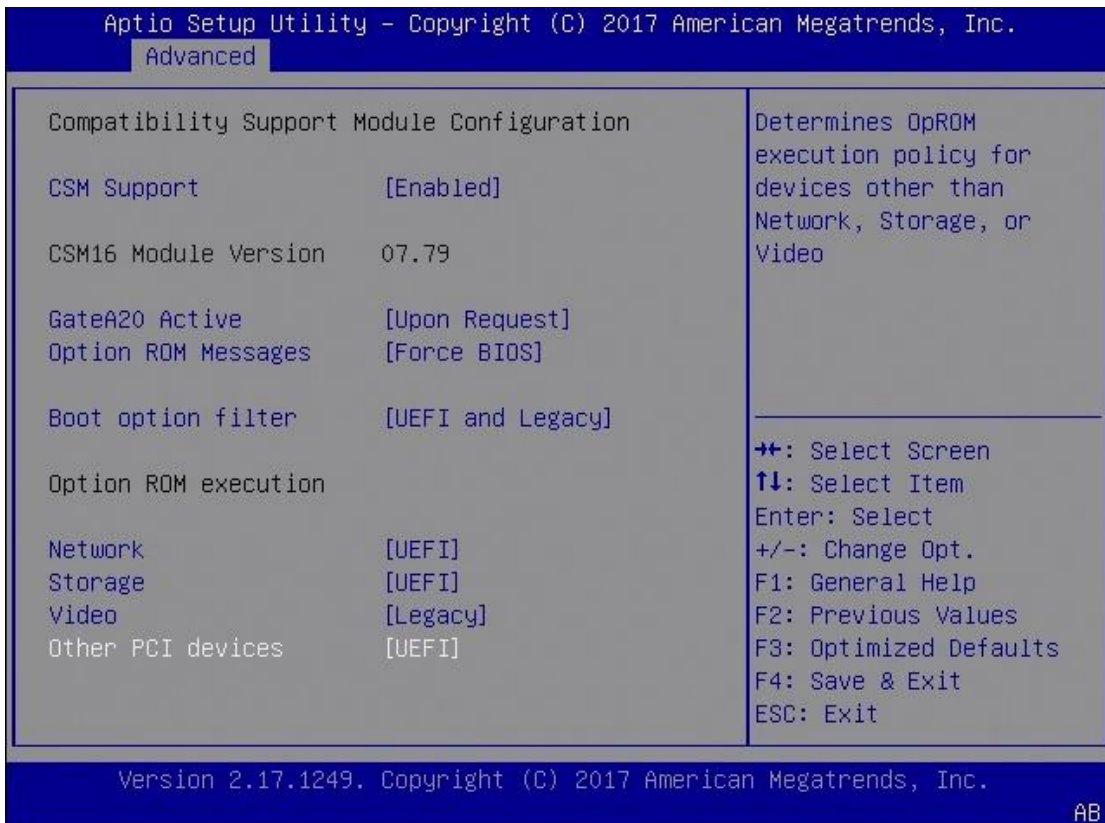 Aptio Setup Utility – Copyright (C) 2017 American Megatrends, Inc.
Advanced
Compatibility Support Module Configuration
CSM Support [Enabled]
CSM16 Module Version 07.79
GateA20 Active [Upon Request]
Option ROM Messages [Force BIOS]
Boot option filter [UEFI and Legacy]
Option ROM execution
Network [UEFI]
Storage [UEFI]
Video [Legacy]
Other PCI devices [UEFI]
Determines OpROM
execution policy for
devices other than
Network, Storage, or
Video
→←: Select Screen
↑↓: Select Item
Enter: Select
+/-: Change Opt.
F1: General Help
F2: Previous Values
F3: Optimized Defaults
F4: Save & Exit
ESC: Exit
Version 2.17.1249. Copyright (C) 2017 American Megatrends, Inc.
AB